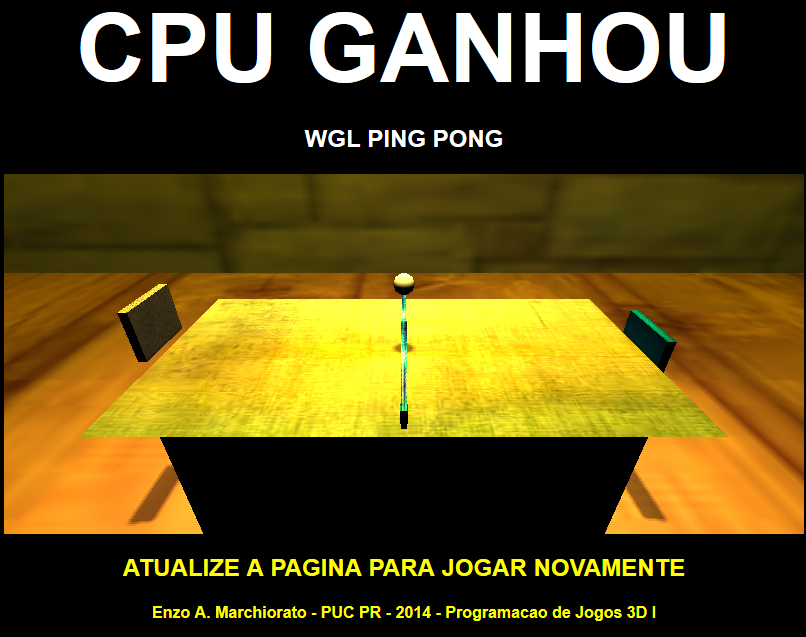 CPU GANHOU
WGL PING PONG
ATUALIZE A PAGINA PARA JOGAR NOVAMENTE
Enzo A. Marchiorato - PUC PR - 2014 - Programacao de Jogos 3D I